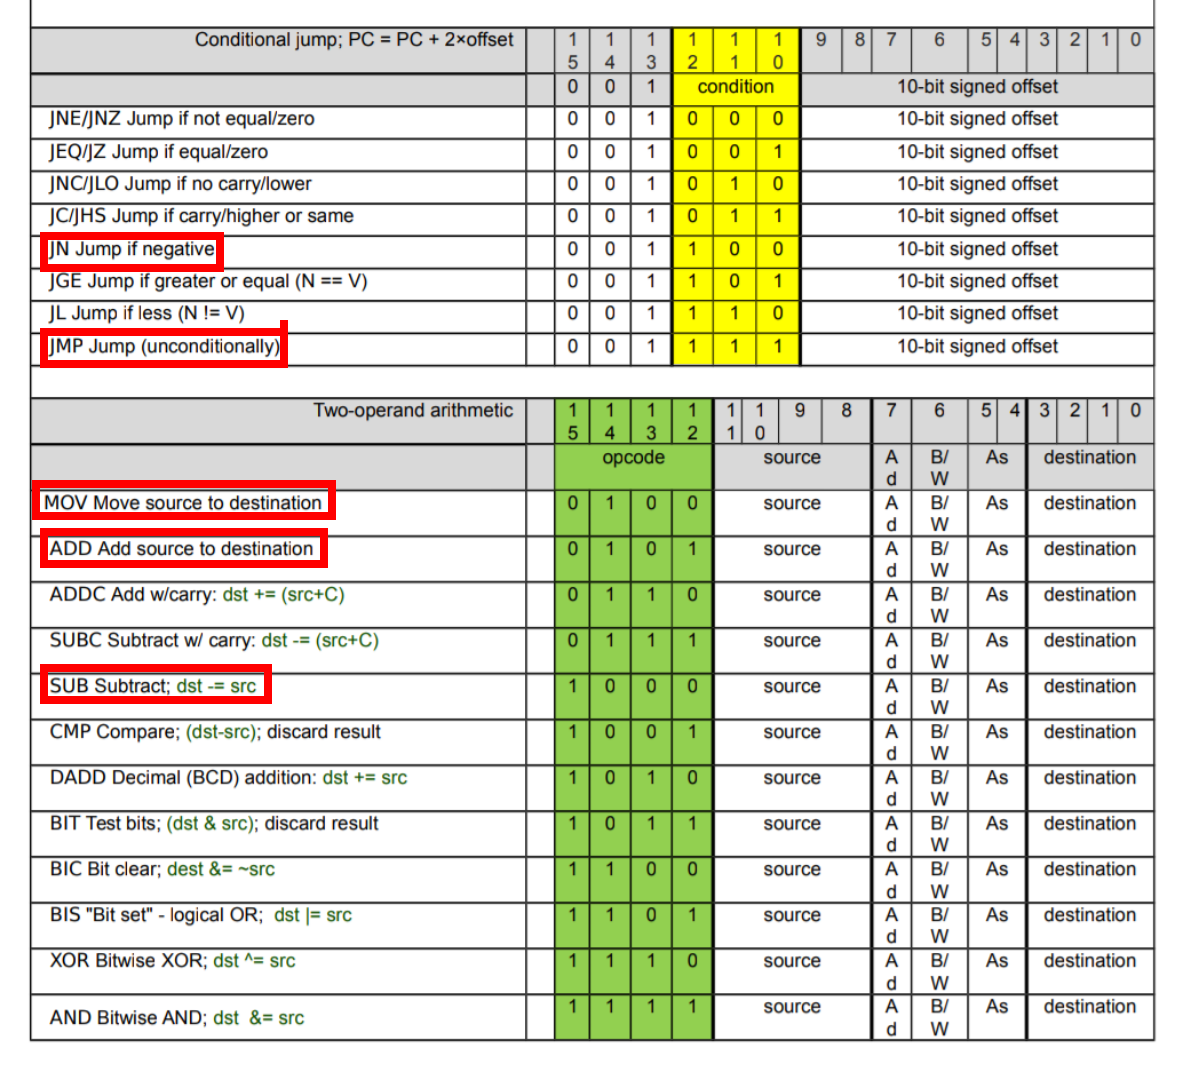 Conditional jump; PC = PC + 2×offset 15 14 13 12 11 10 9 8 7 6 5 4 3 2 1 0
0 0 1 condition 10-bit signed offset
JNE/JNZ Jump if not equal/zero 0 0 1 0 0 0 10-bit signed offset
JEQ/JZ Jump if equal/zero 0 0 1 0 0 1 10-bit signed offset
JNC/JLO Jump if no carry/lower 0 0 1 0 1 0 10-bit signed offset
JC/JHS Jump if carry/higher or same 0 0 1 0 1 1 10-bit signed offset
JN Jump if negative 0 0 1 1 0 0 10-bit signed offset
JGE Jump if greater or equal (N == V) 0 0 1 1 0 1 10-bit signed offset
JL Jump if less (N != V) 0 0 1 1 1 0 10-bit signed offset
JMP Jump (unconditionally) 0 0 1 1 1 1 10-bit signed offset
Two-operand arithmetic 15 14 13 12 11 10 9 8 7 6 5 4 3 2 1 0
opcode source Ad B/W As destination
MOV Move source to destination 0 1 0 0 source Ad B/W As destination
ADD Add source to destination 0 1 0 1 source Ad B/W As destination
ADDC Add w/carry: dst += (src+C) 0 1 1 0 source Ad B/W As destination
SUBC Subtract w/ carry: dst -= (src+C) 0 1 1 1 source Ad B/W As destination
SUB Subtract; dst -= src 1 0 0 0 source Ad B/W As destination
CMP Compare; (dst-src); discard result 1 0 0 1 source Ad B/W As destination
DADD Decimal (BCD) addition: dst += src 1 0 1 0 source Ad B/W As destination
BIT Test bits; (dst & src); discard result 1 0 1 1 source Ad B/W As destination
BIC Bit clear; dest &= ~src 1 1 0 0 source Ad B/W As destination
BIS "Bit set" - logical OR; dst |= src 1 1 0 1 source Ad B/W As destination
XOR Bitwise XOR; dst ^= src 1 1 1 0 source Ad B/W As destination
AND Bitwise AND; dst &= src 1 1 1 1 source Ad B/W As destination